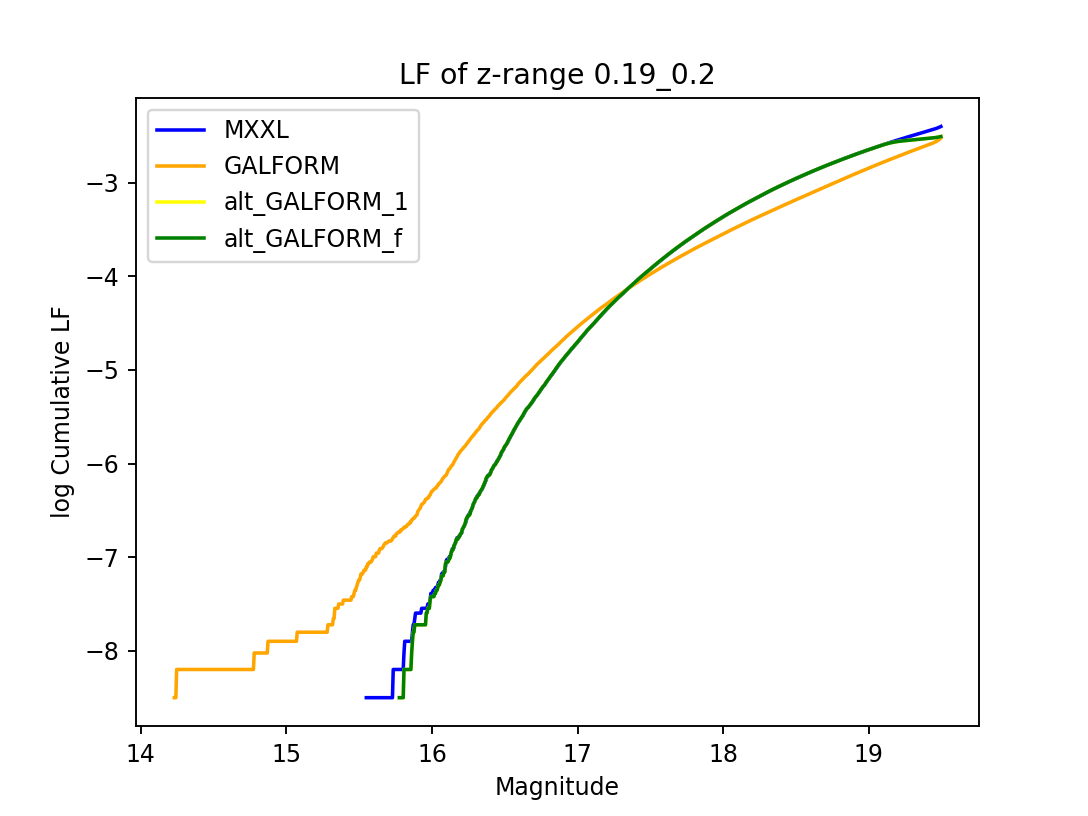 LF of z-range 0.19_0.2
MXXL
GALFORM
alt_GALFORM_1
alt_GALFORM_f
log Cumulative LF
−3
−4
−5
−6
−7
−8
14 15 16 17 18 19
Magnitude